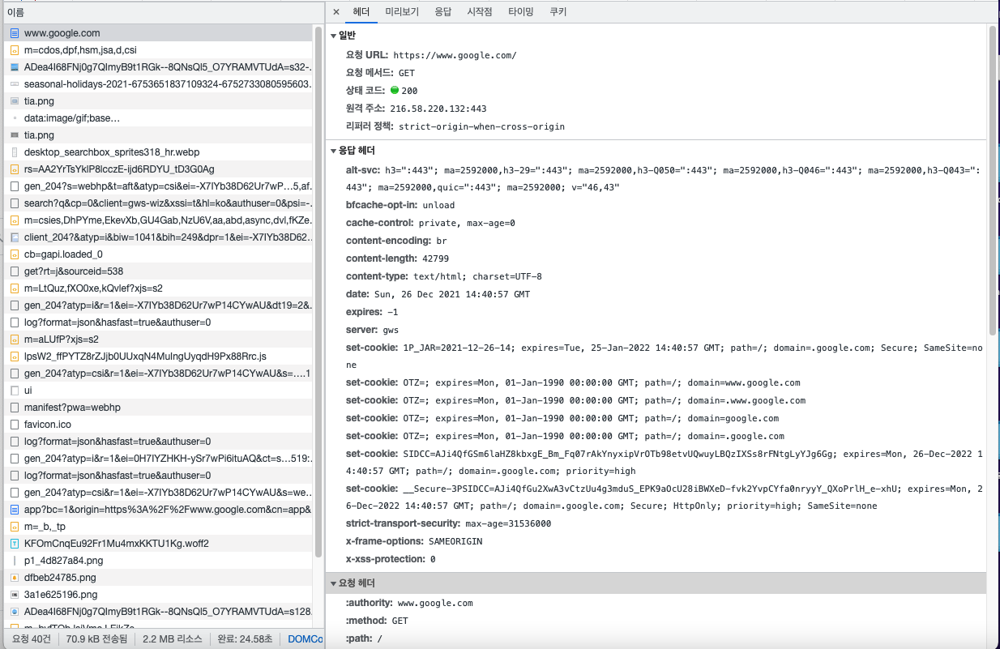 이름
www.google.com
m=cdos,dpf,hsm,jsa,d,csi
ADea4I68FNj0g7QImyB9t1RGk--8QNsQl5_O7YRAMVTUdA=s32-...
seasonal-holidays-2021-6753651837109324-6752733080595603...
tia.png
data:image/gif;base…
tia.png
desktop_searchbox_sprites318_hr.webp
rs=AA2YrTsYklP8lcczE-ijd6RDYU_tD3G0Ag
gen_204?s=webhp&t=aft&atyp=csi&ei=-X7IYb38D62Ur7wP…5,af...
search?q&cp=0&client=gws-wiz&xssi=t&hl=ko&authuser=0&psi=-...
m=csies,DhPYme,EkevXb,GU4Gab,NzU6V,aa,abd,async,dvl,fKZe...
client_204?&atyp=i&biw=1041&bih=249&dpr=1&ei=-X7IYb38D62...
cb=gapi.loaded_0
get?rt=j&sourceid=538
m=LtQuz,fXO0xe,kQvlef?xjs=s2
gen_204?atyp=i&r=1&ei=-X7IYb38D62Ur7wP14CYwAU&dt19=2&...
log?format=json&hasfast=true&authuser=0
m=aLUfP?xjs=s2
lpsW2_ffPYTZ8rZJjb0UUxqN4MuIngUyqdH9Px88Rrc.js
gen_204?atyp=csi&r=1&ei=-X7IYb38D62Ur7wP14CYwAU&s=….1
ui
manifest?pwa=webhp
favicon.ico
log?format=json&hasfast=true&authuser=0
gen_204?atyp=i&r=1&ei=0H7IYZHKH-ySr7wPi6ituAQ&ct=s…519:...
log?format=json&hasfast=true&authuser=0
gen_204?atyp=csi&r=1&ei=-X7IYb38D62Ur7wP14CYwAU&s=we...
app?bc=1&origin=https%3A%2F%2Fwww.google.com&cn=app&
m=_b,_tp
KFOmCnqEu92Fr1Mu4mxKKTU1Kg.woff2
p1_4d827a84.png
dfbeb24785.png
3a1e625196.png
ADea4I68FNj0g7QImyB9t1RGk--8QNsQl5_O7YRAMVTUdA=s128...
요청 40건 70.9 kB 전송됨 2.2 MB 리소스 완료: 24.58초 DOMCo
× 헤더 미리보기 응답 시작점 타이밍 쿠키
일반
요청 URL: https://www.google.com/
요청 메서드: GET
상태 코드: 200
원격 주소: 216.58.220.132:443
리퍼러 정책: strict-origin-when-cross-origin
응답 헤더
alt-svc: h3=":443"; ma=2592000,h3-29=":443"; ma=2592000,h3-Q050=":443"; ma=2592000,h3-Q046=":443"; ma=2592000,h3-Q043=":
443"; ma=2592000,quic=":443"; ma=2592000; v="46,43"
bfcache-opt-in: unload
cache-control: private, max-age=0
content-encoding: br
content-length: 42799
content-type: text/html; charset=UTF-8
date: Sun, 26 Dec 2021 14:40:57 GMT
expires: -1
server: gws
set-cookie: 1P_JAR=2021-12-26-14; expires=Tue, 25-Jan-2022 14:40:57 GMT; path=/; domain=.google.com; Secure; SameSite=no
ne
set-cookie: OTZ=; expires=Mon, 01-Jan-1990 00:00:00 GMT; path=/; domain=www.google.com
set-cookie: OTZ=; expires=Mon, 01-Jan-1990 00:00:00 GMT; path=/; domain=.www.google.com
set-cookie: OTZ=; expires=Mon, 01-Jan-1990 00:00:00 GMT; path=/; domain=google.com
set-cookie: OTZ=; expires=Mon, 01-Jan-1990 00:00:00 GMT; path=/; domain=.google.com
set-cookie: SIDCC=AJi4QfGSm6laHZ8kbxgE_Bm_Fq07rAkYnyxipVrOTb98etvUQwuyLBQzIXSs8rFNtgLyYJg6Gg; expires=Mon, 26-Dec-2022 1
4:40:57 GMT; path=/; domain=.google.com; priority=high
set-cookie: __Secure-3PSIDCC=AJi4QfGu2XwA3vCtzUu4g3mduS_EPK9aOcU28iBWXeD-fvk2YvpCYfa0nryyY_QXoPrlH_e-xhU; expires=Mon, 2
6-Dec-2022 14:40:57 GMT; path=/; domain=.google.com; Secure; HttpOnly; priority=high; SameSite=none
strict-transport-security: max-age=31536000
x-frame-options: SAMEORIGIN
x-xss-protection: 0
요청 헤더
:authority: www.google.com
:method: GET
:path: /